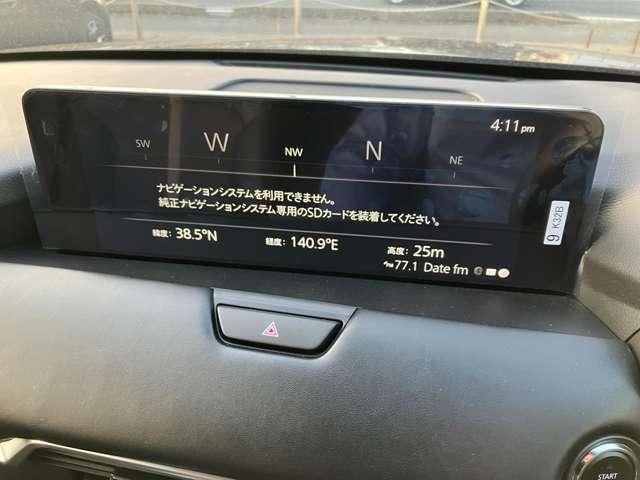 4:11pm
SW W NW N NE
ナビゲーションシステムを利用できません。
純正ナビゲーションシステム専用のSDカードを装着してください。
緯度: 38.5°N 経度: 140.9°E 高度: 25m
FM 77.1 Date fm
9 K32B
START